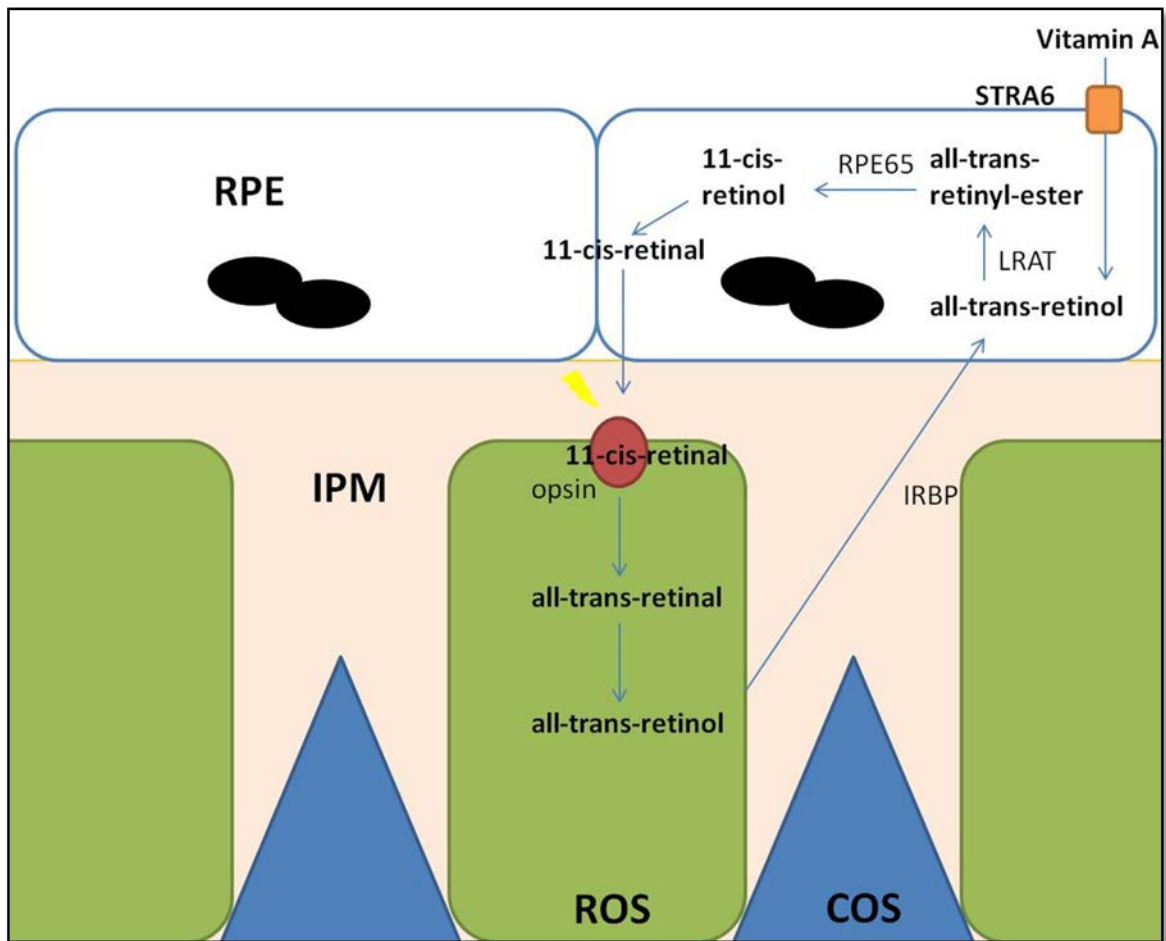 Vitamin A
STRA6
RPE
11-cis-
retinol
RPE65
all-trans-
retinyl-ester
11-cis-retinal
LRAT
all-trans-retinol
11-cis-retinal
opsin
IPM
IRBP
all-trans-retinal
all-trans-retinol
ROS
COS